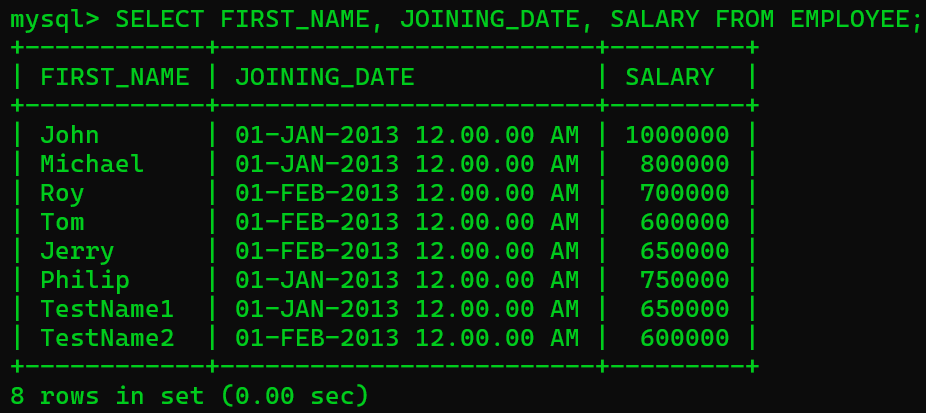 mysql> SELECT FIRST_NAME, JOINING_DATE, SALARY FROM EMPLOYEE;
+------------+-------------------------+---------+
| FIRST_NAME | JOINING_DATE            | SALARY  |
+------------+-------------------------+---------+
| John       | 01-JAN-2013 12.00.00 AM | 1000000 |
| Michael    | 01-JAN-2013 12.00.00 AM |  800000 |
| Roy        | 01-FEB-2013 12.00.00 AM |  700000 |
| Tom        | 01-FEB-2013 12.00.00 AM |  600000 |
| Jerry      | 01-FEB-2013 12.00.00 AM |  650000 |
| Philip     | 01-JAN-2013 12.00.00 AM |  750000 |
| TestName1  | 01-JAN-2013 12.00.00 AM |  650000 |
| TestName2  | 01-FEB-2013 12.00.00 AM |  600000 |
+------------+-------------------------+---------+
8 rows in set (0.00 sec)